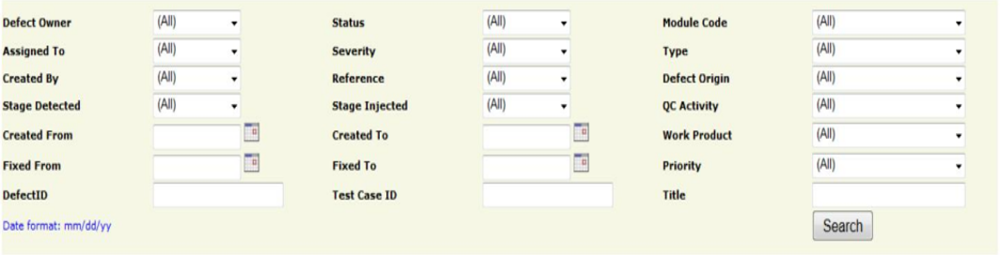 Defect Owner (All) Status (All) Module Code (All)
Assigned To (All) Severity (All) Type (All)
Created By (All) Reference (All) Defect Origin (All)
Stage Detected (All) Stage Injected (All) QC Activity (All)
Created From Created To Work Product (All)
Fixed From Fixed To Priority (All)
DefectID Test Case ID Title
Date format: mm/dd/yy Search